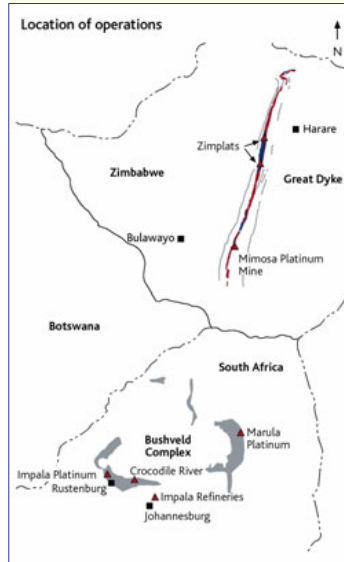 Location of operations
N
Harare
Zimplats
Zimbabwe
Great Dyke
Bulawayo
Mimosa Platinum
Mine
Botswana
South Africa
Bushveld
Complex
Marula
Platinum
Impala Platinum
Rustenburg
Crocodile River
Impala Refineries
Johannesburg